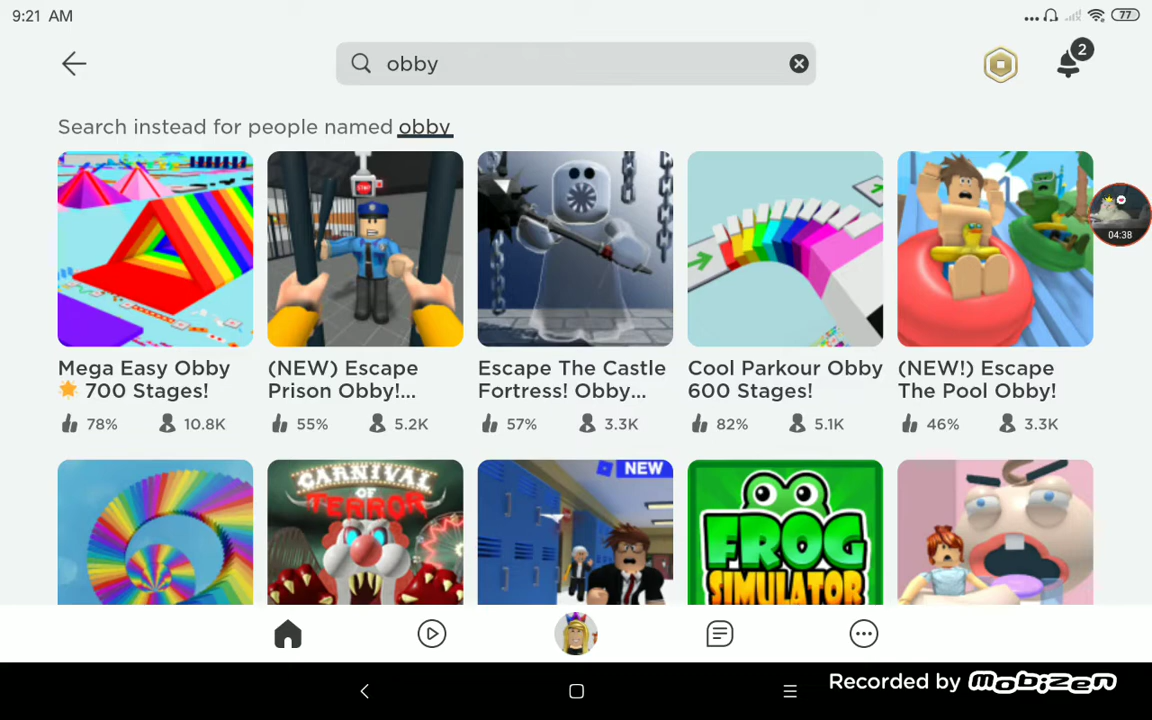 9:21 AM
77
obby
2
Search instead for people named obby
04:38
STOP
Mega Easy Obby
🌟 700 Stages!
78% 10.8K
(NEW) Escape
Prison Obby!...
55% 5.2K
Escape The Castle
Fortress! Obby...
57% 3.3K
Cool Parkour Obby
600 Stages!
82% 5.1K
(NEW!) Escape
The Pool Obby!
46% 3.3K
CARNIVAL
OF
TERROR
NEW
FROG
SIMULATOR
Recorded by mobizen